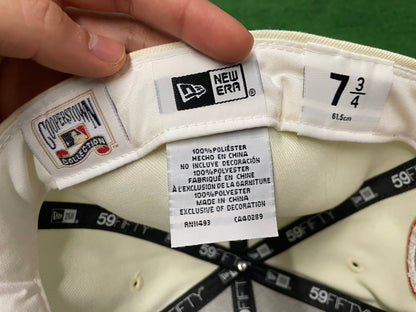 COOPERSTOWN
COLLECTION
NEW
ERA®
7 3/4
61.5cm
100%POLIÉSTER
HECHO EN CHINA
NO INCLUYE DECORACIÓN
100%POLYESTER
FABRIQUÉ EN CHINE
À L'EXCLUSION DE LA GARNITURE
100%POLYESTER
MADE IN CHINA
EXCLUSIVE OF DECORATION
RN11493 CA40289
59FIFTY
59FIFTY
59FIFTY
59FIFTY
59FIFTY